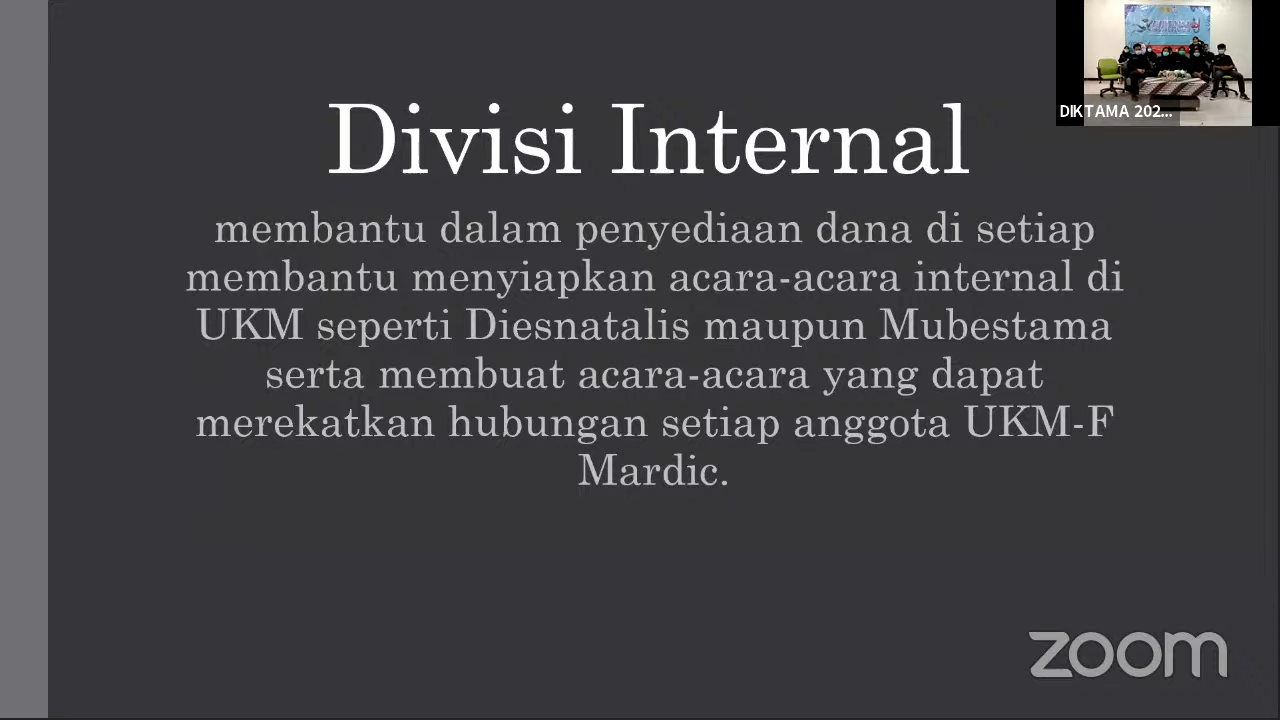 Divisi Internal
membantu dalam penyediaan dana di setiap
membantu menyiapkan acara-acara internal di
UKM seperti Diesnatalis maupun Mubestama
serta membuat acara-acara yang dapat
merekatkan hubungan setiap anggota UKM-F
Mardic.
DIKTAMA 202...
zoom